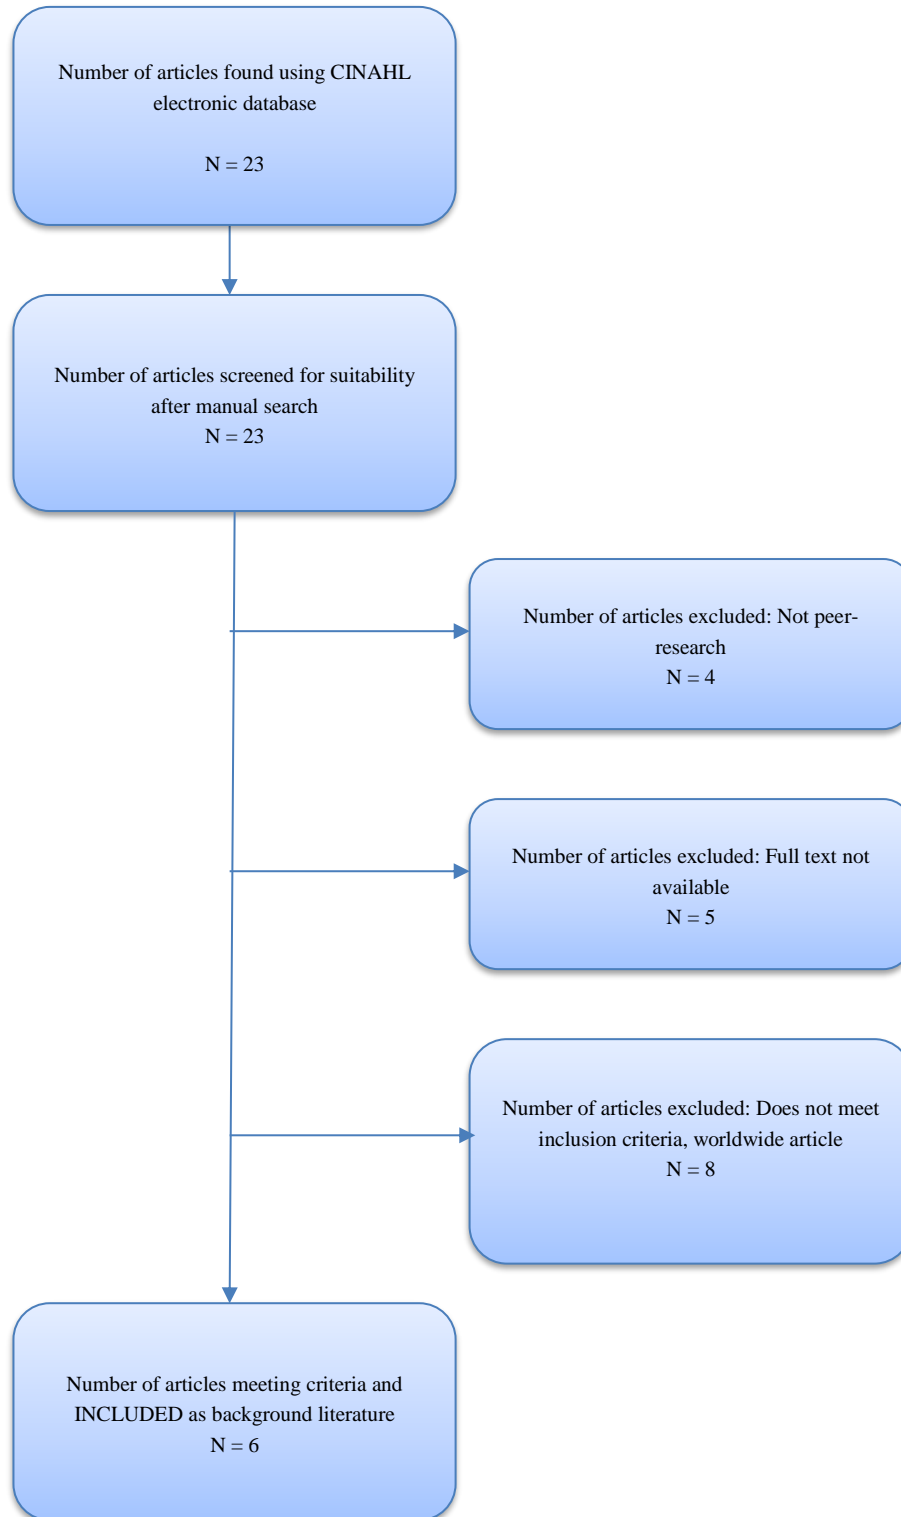 Number of articles found using CINAHL
electronic database
N = 23
Number of articles screened for suitability
after manual search
N = 23
Number of articles excluded: Not peer-
research
N = 4
Number of articles excluded: Full text not
available
N = 5
Number of articles excluded: Does not meet
inclusion criteria, worldwide article
N = 8
Number of articles meeting criteria and
INCLUDED as background literature
N = 6